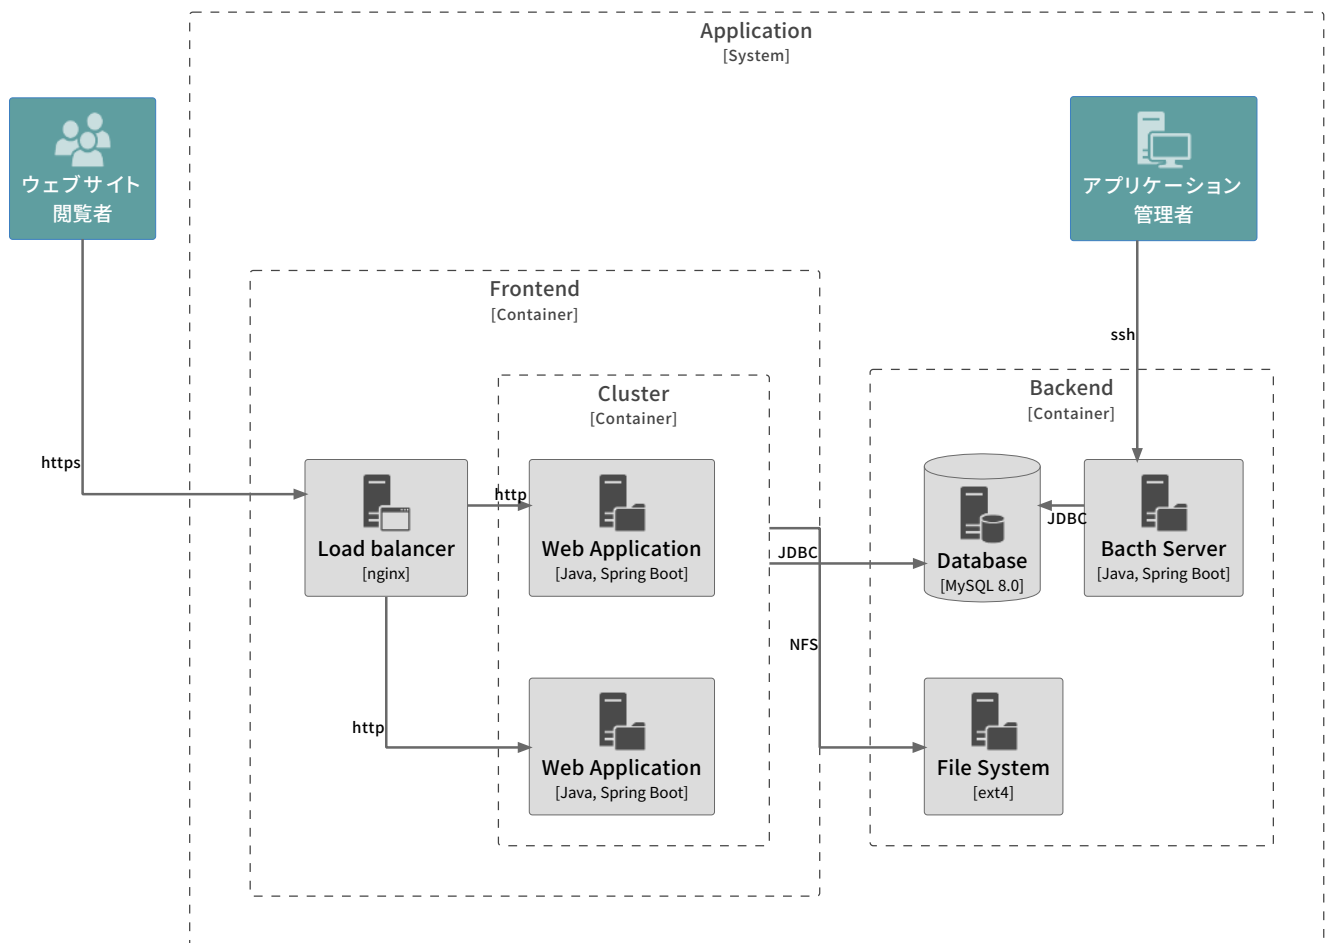 Application
[System]
ウェブサイト
閲覧者
アプリケーション
管理者
Frontend
[Container]
ssh
Cluster
[Container]
Backend
[Container]
https
http
Load balancer
[nginx]
Web Application
[Java, Spring Boot]
JDBC
Database
[MySQL 8.0]
JDBC
Bacth Server
[Java, Spring Boot]
NFS
http
Web Application
[Java, Spring Boot]
File System
[ext4]